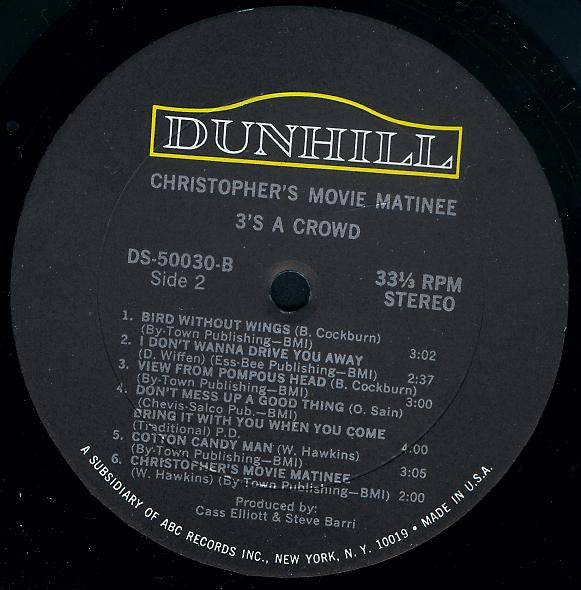 DUNHILL
CHRISTOPHER'S MOVIE MATINEE
3'S A CROWD
DS-50030-B
Side 2
33⅓ RPM
STEREO
1. BIRD WITHOUT WINGS (B. Cockburn)
(By-Town Publishing—BMI) 3:02
2. I DON'T WANNA DRIVE YOU AWAY
(D. Wiffen) (Ess-Bee Publishing—BMI) 2:37
3. VIEW FROM POMPOUS HEAD (B. Cockburn)
(By-Town Publishing—BMI) 3:00
4. DON'T MESS UP A GOOD THING (O. Sain)
(Chevis-Salco Pub.—BMI)
BRING IT WITH YOU WHEN YOU COME
(Traditional) P.D. 4:00
5. COTTON CANDY MAN (W. Hawkins)
(By-Town Publishing—BMI) 3:05
6. CHRISTOPHER'S MOVIE MATINEE
(W. Hawkins) (By Town Publishing—BMI) 2:00
Produced by:
Cass Elliott & Steve Barri
A SUBSIDIARY OF ABC RECORDS INC., NEW YORK, N. Y. 10019 • MADE IN U.S.A.